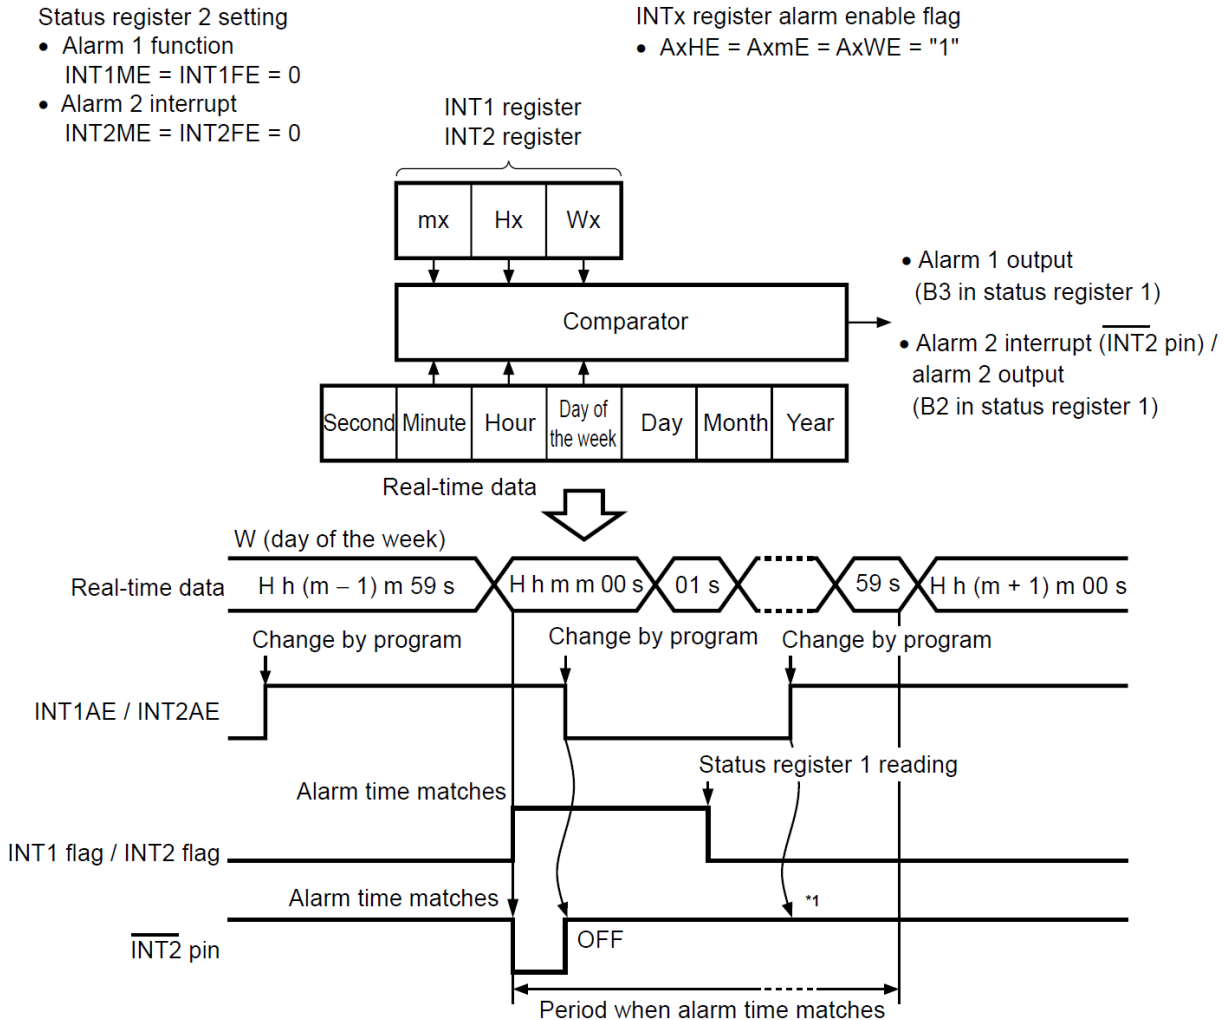 Status register 2 setting
• Alarm 1 function
INT1ME = INT1FE = 0
• Alarm 2 interrupt
INT2ME = INT2FE = 0
INTx register alarm enable flag
• AxHE = AxmE = AxWE = "1"
INT1 register
INT2 register
mx Hx Wx
Comparator
• Alarm 1 output
(B3 in status register 1)
• Alarm 2 interrupt (INT2 pin) /
alarm 2 output
(B2 in status register 1)
Second Minute Hour Day of the week Day Month Year
Real-time data
W (day of the week)
Real-time data H h (m − 1) m 59 s H h m m 00 s 01 s 59 s H h (m + 1) m 00 s
Change by program Change by program Change by program
INT1AE / INT2AE
Status register 1 reading
Alarm time matches
INT1 flag / INT2 flag
Alarm time matches *1
INT2 pin OFF
Period when alarm time matches